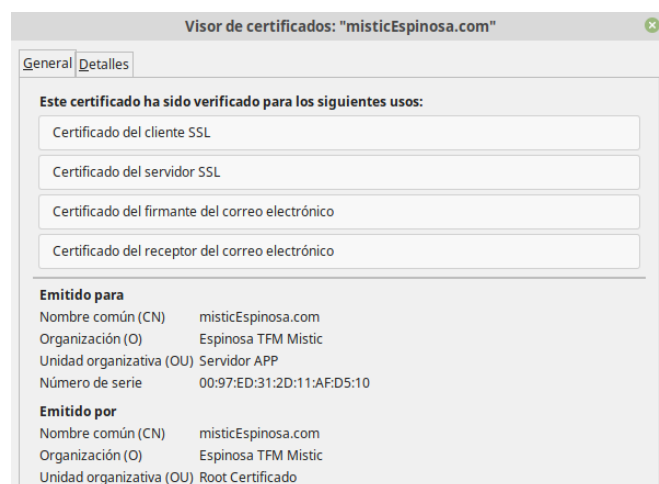 Visor de certificados: "misticEspinosa.com"
General Detalles
Este certificado ha sido verificado para los siguientes usos:
Certificado del cliente SSL
Certificado del servidor SSL
Certificado del firmante del correo electrónico
Certificado del receptor del correo electrónico
Emitido para
Nombre común (CN) misticEspinosa.com
Organización (O) Espinosa TFM Mistic
Unidad organizativa (OU) Servidor APP
Número de serie 00:97:ED:31:2D:11:AF:D5:10
Emitido por
Nombre común (CN) misticEspinosa.com
Organización (O) Espinosa TFM Mistic
Unidad organizativa (OU) Root Certificado